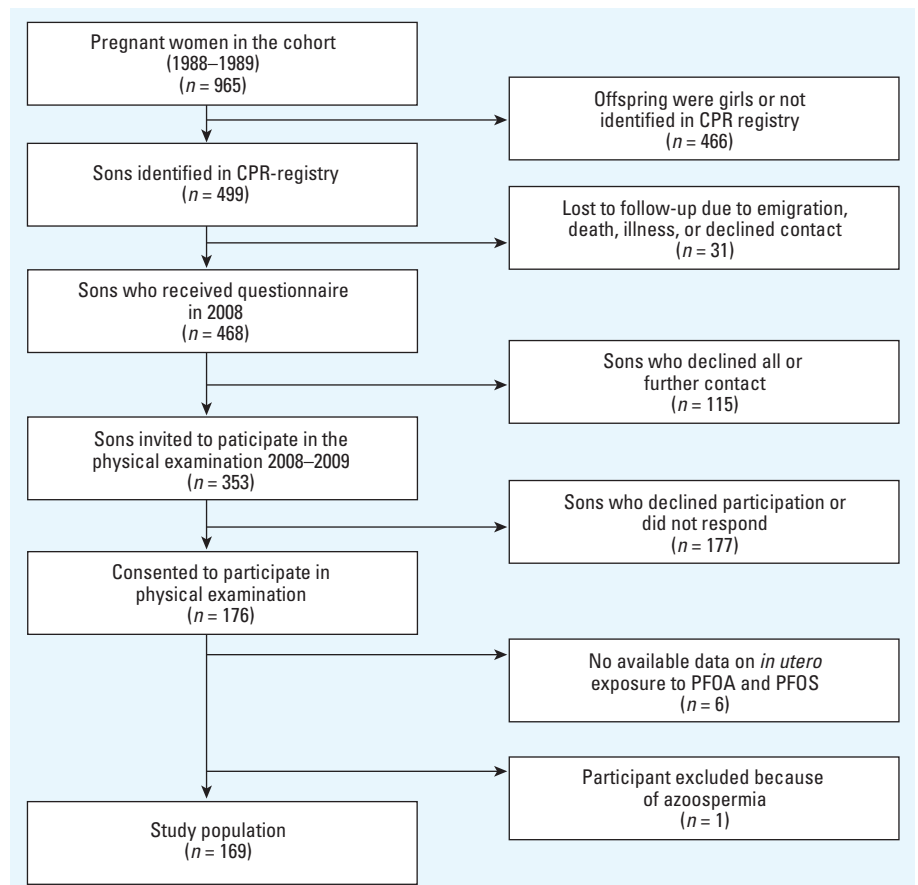 Pregnant women in the cohort
(1988–1989)
(n = 965)
Offspring were girls or not
identified in CPR registry
(n = 466)
Sons identified in CPR-registry
(n = 499)
Lost to follow-up due to emigration,
death, illness, or declined contact
(n = 31)
Sons who received questionnaire
in 2008
(n = 468)
Sons who declined all or
further contact
(n = 115)
Sons invited to paticipate in the
physical examination 2008–2009
(n = 353)
Sons who declined participation or
did not respond
(n = 177)
Consented to participate in
physical examination
(n = 176)
No available data on in utero
exposure to PFOA and PFOS
(n = 6)
Participant excluded because
of azoospermia
(n = 1)
Study population
(n = 169)